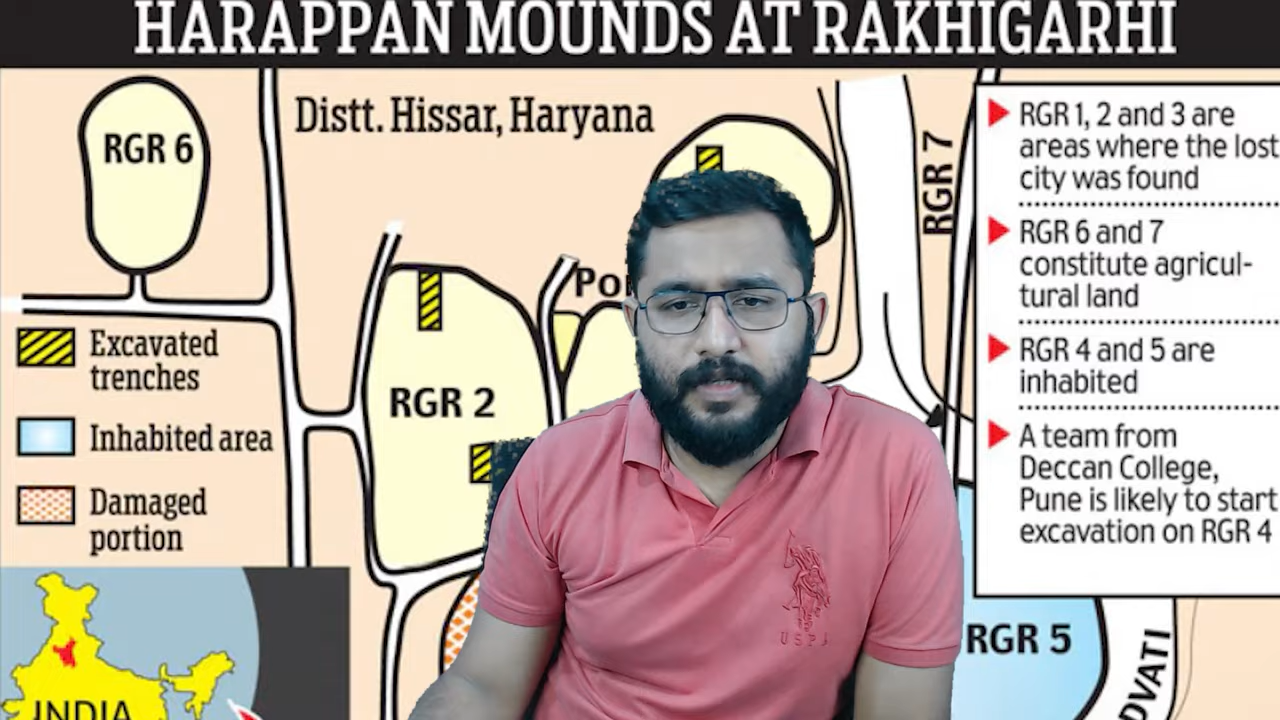 HARAPPAN MOUNDS AT RAKHIGARHI
RGR 6
Distt. Hissar, Haryana
RGR 7
RGR 2
Excavated
trenches
Inhabited area
Damaged
portion
INDIA
RGR 1, 2 and 3 are
areas where the lost
city was found
RGR 6 and 7
constitute agricul-
tural land
RGR 4 and 5 are
inhabited
A team from
Deccan College,
Pune is likely to start
excavation on RGR 4
RGR 5
USPA